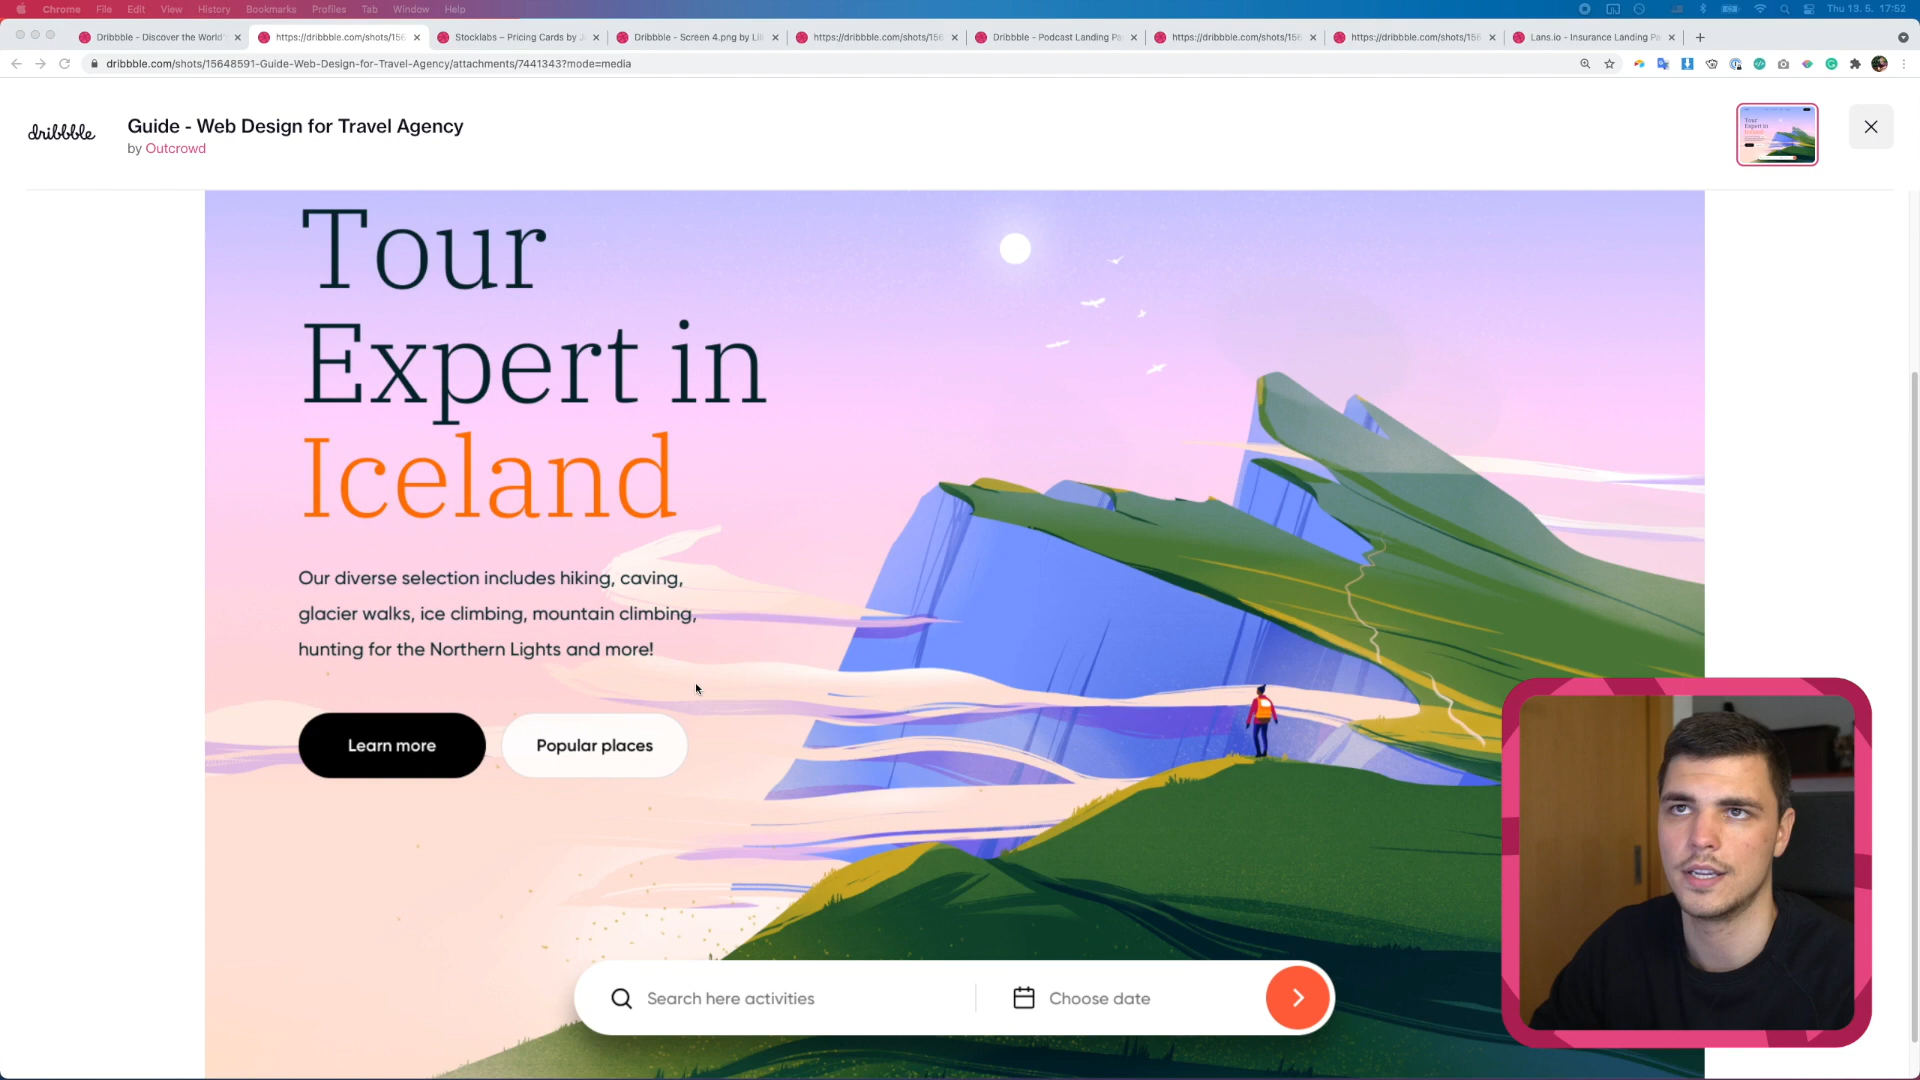 Chrome File Edit View History Bookmarks Profiles Tab Window Help
Thu 13. 5. 17:52
Dribbble - Discover the World'
https://dribbble.com/shots/156
Stocklabs – Pricing Cards by J
Dribbble - Screen 4.png by Lil
https://dribbble.com/shots/156
Dribbble - Podcast Landing Pa
https://dribbble.com/shots/156
https://dribbble.com/shots/156
Lans.io - Insurance Landing Pa
dribbble.com/shots/15648591-Guide-Web-Design-for-Travel-Agency/attachments/7441343?mode=media
dribbble
Guide - Web Design for Travel Agency
by Outcrowd
Tour
Expert in
Iceland
Tour
Expert in
Iceland
Our diverse selection includes hiking, caving,
glacier walks, ice climbing, mountain climbing,
hunting for the Northern Lights and more!
Learn more
Popular places
Search here activities
Choose date